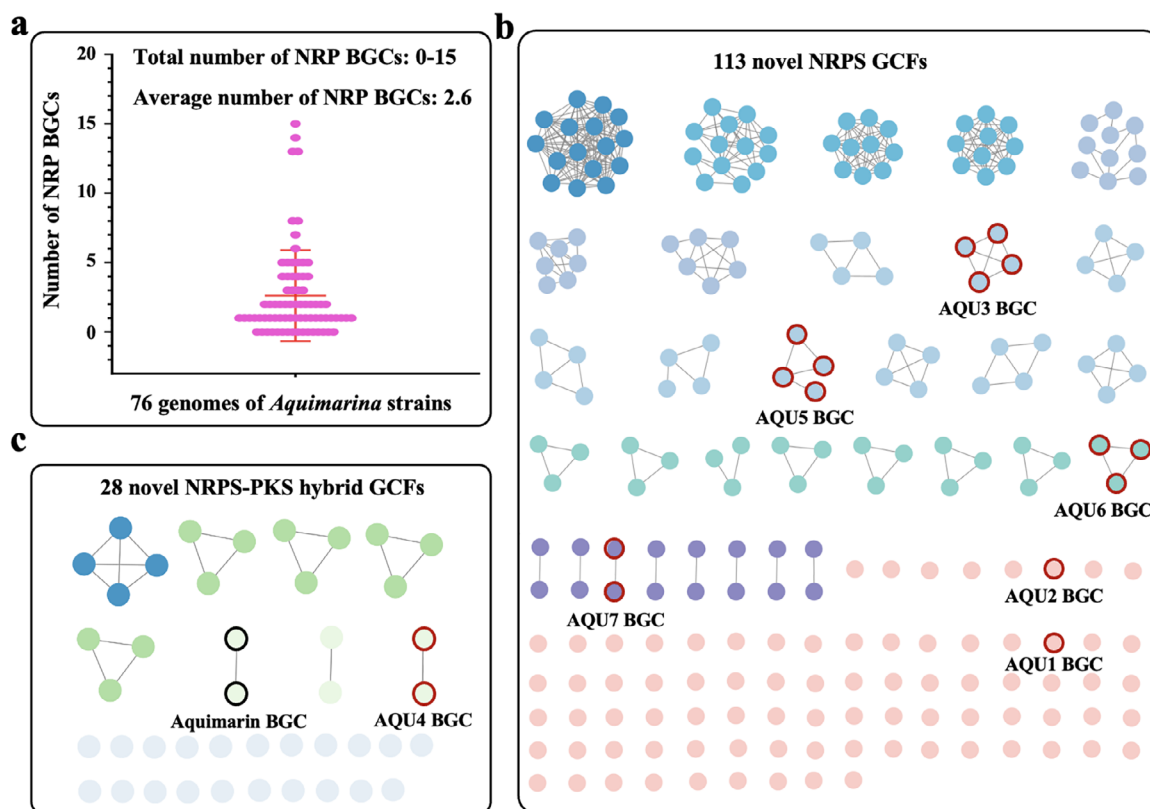 a
Total number of NRP BGCs: 0-15
Average number of NRP BGCs: 2.6
Number of NRP BGCs
20
15
10
5
0
76 genomes of Aquimarina strains
b
113 novel NRPS GCFs
AQU3 BGC
AQU5 BGC
AQU6 BGC
AQU7 BGC
AQU2 BGC
AQU1 BGC
c
28 novel NRPS-PKS hybrid GCFs
Aquimarin BGC
AQU4 BGC